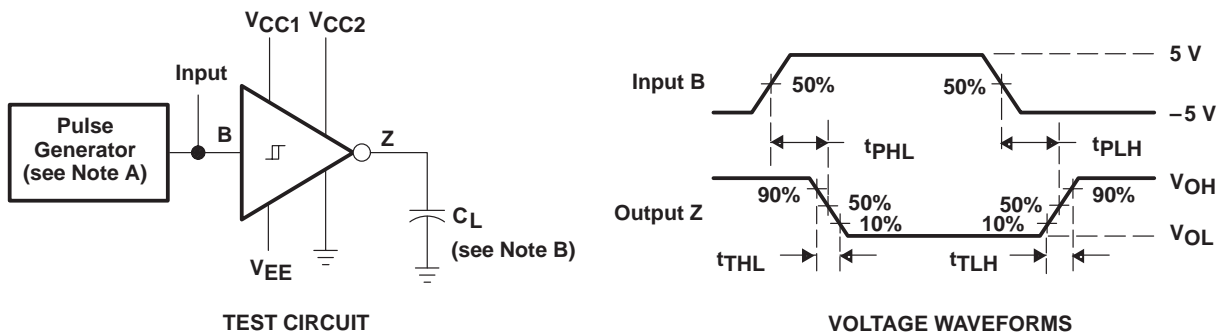 VCC1
VCC2
Input
B
Z
Pulse
Generator
(see Note A)
VEE
CL
(see Note B)
TEST CIRCUIT
Input B
50%
50%
5 V
–5 V
tPHL
tPLH
Output Z
90%
50%
10%
50%
10%
90%
VOH
VOL
tTHL
tTLH
VOLTAGE WAVEFORMS